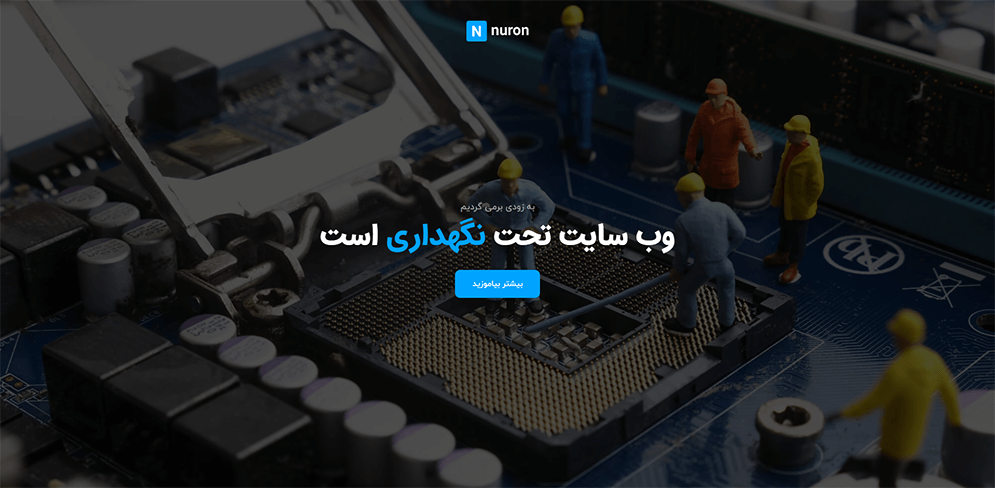 N nuron
به زودی برمی گردیم
وب سایت تحت نگهداری است
بیشتر بیاموزید